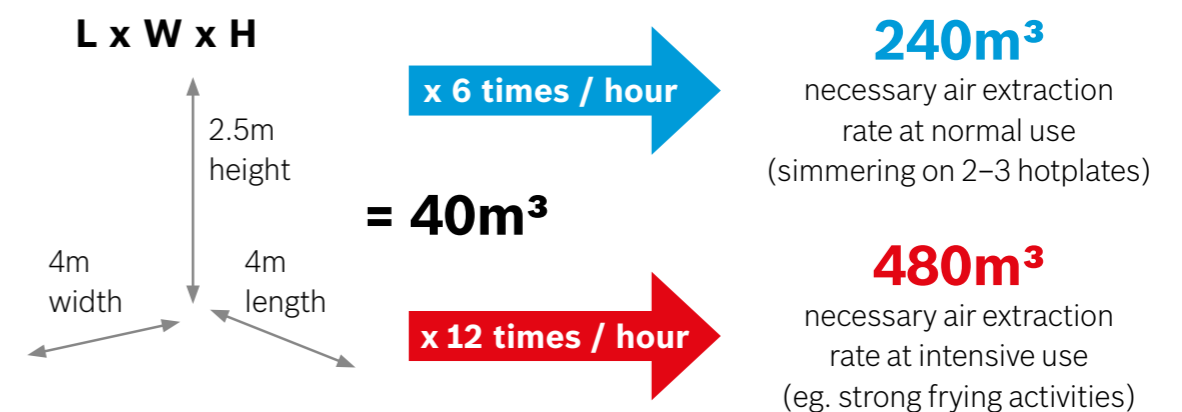 L x W x H
2.5m
height
4m
width
4m
length
= 40m³
x 6 times / hour
240m³
necessary air extraction
rate at normal use
(simmering on 2–3 hotplates)
x 12 times / hour
480m³
necessary air extraction
rate at intensive use
(eg. strong frying activities)